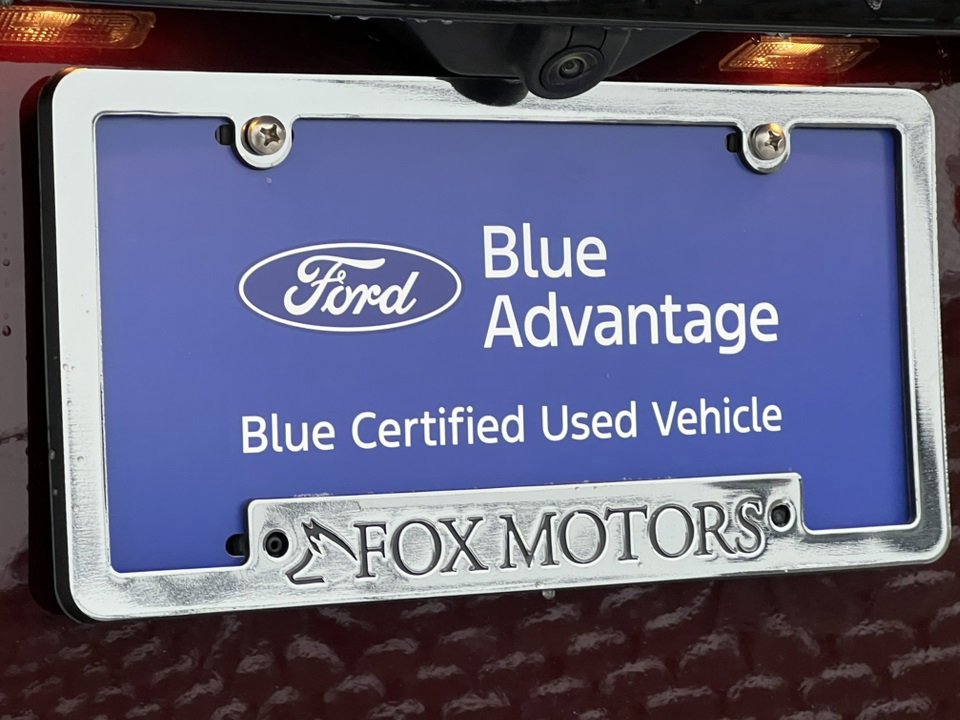 Ford
Blue
Advantage
Blue Certified Used Vehicle
FOX MOTORS